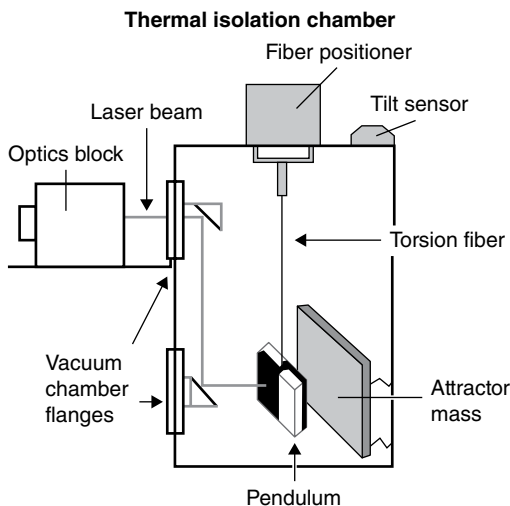 Thermal isolation chamber
Fiber positioner
Laser beam
Tilt sensor
Optics block
Torsion fiber
Vacuum
chamber
flanges
Attractor
mass
Pendulum